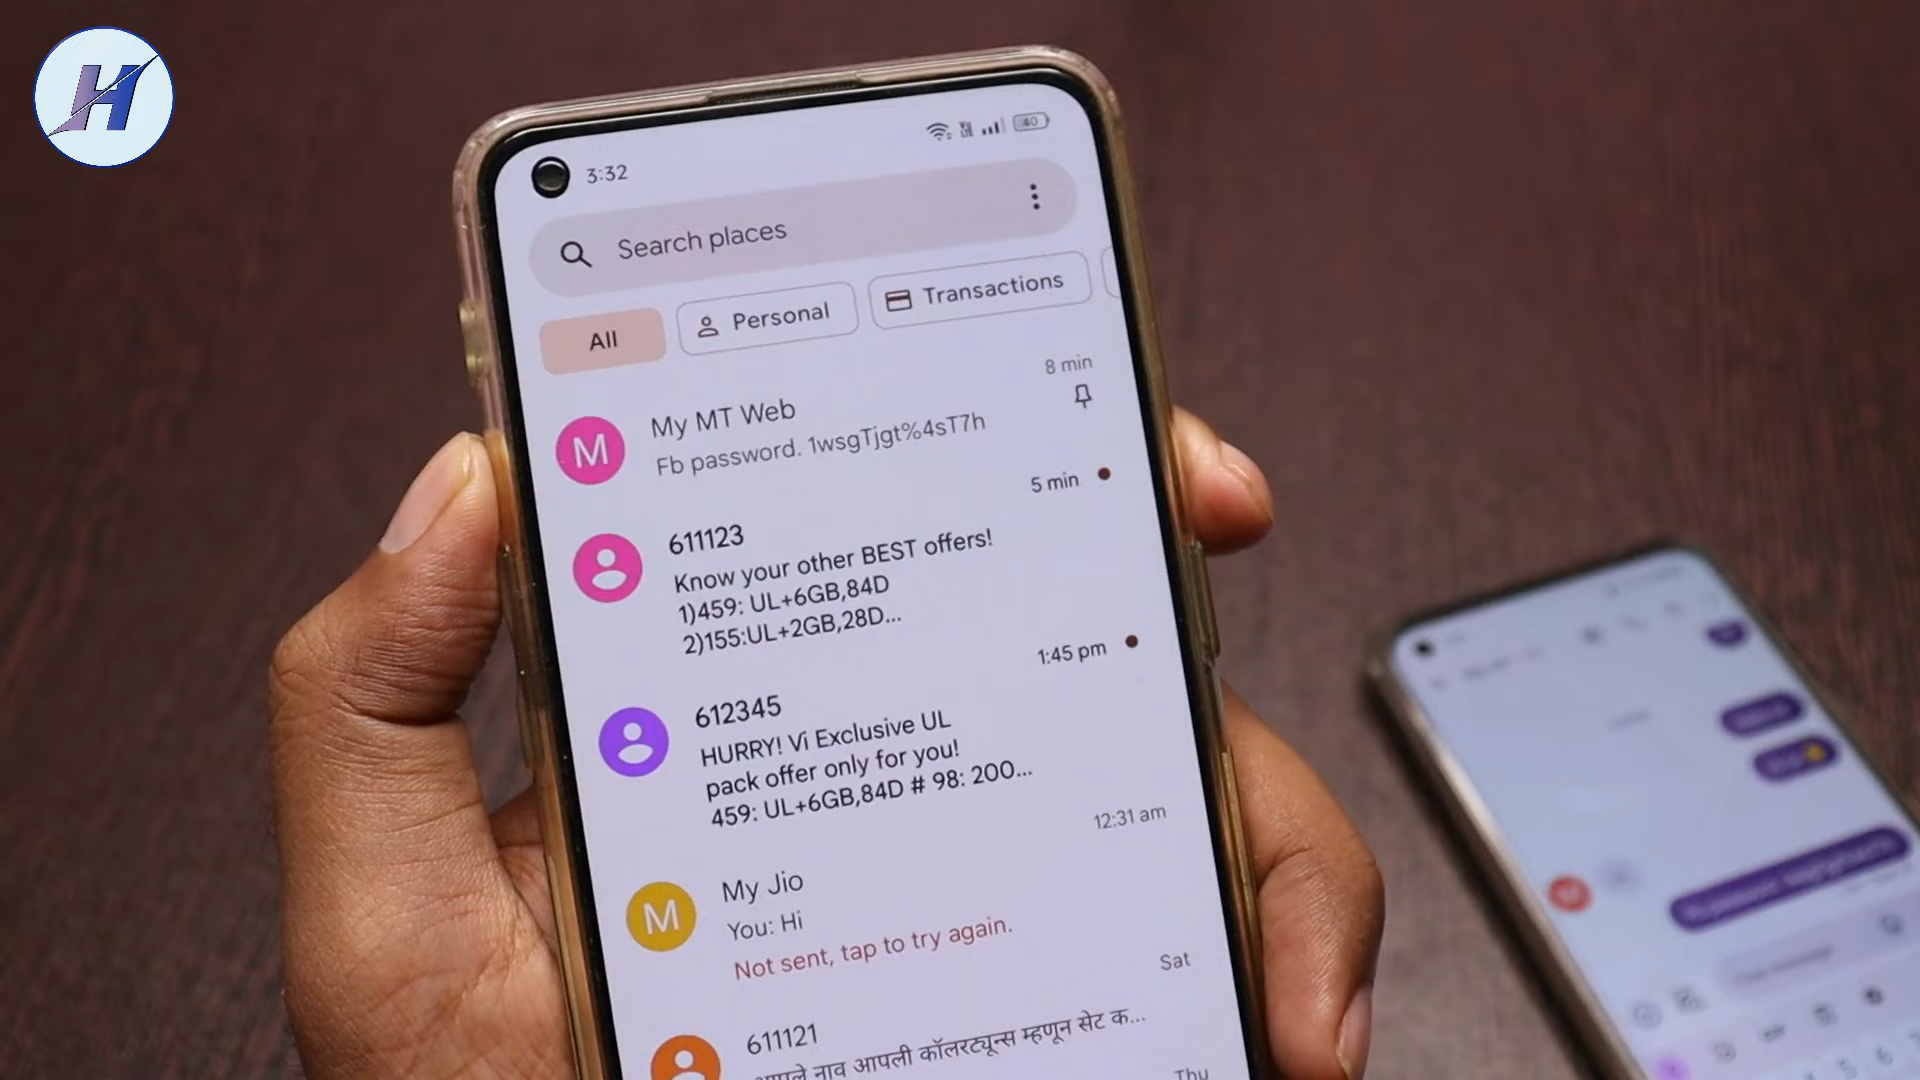 H
3:32
40
Search places
All
Personal
Transactions
8 min
M
My MT Web
Fb password. 1wsgTjgt%4sT7h
5 min
611123
Know your other BEST offers!
1)459: UL+6GB,84D
2)155:UL+2GB,28D...
1:45 pm
612345
HURRY! Vi Exclusive UL
pack offer only for you!
459: UL+6GB,84D # 98: 200...
12:31 am
M
My Jio
You: Hi
Not sent, tap to try again.
Sat
611121
नाव आपली कॉलरट्यून्स म्हणून सेट क...
Thu